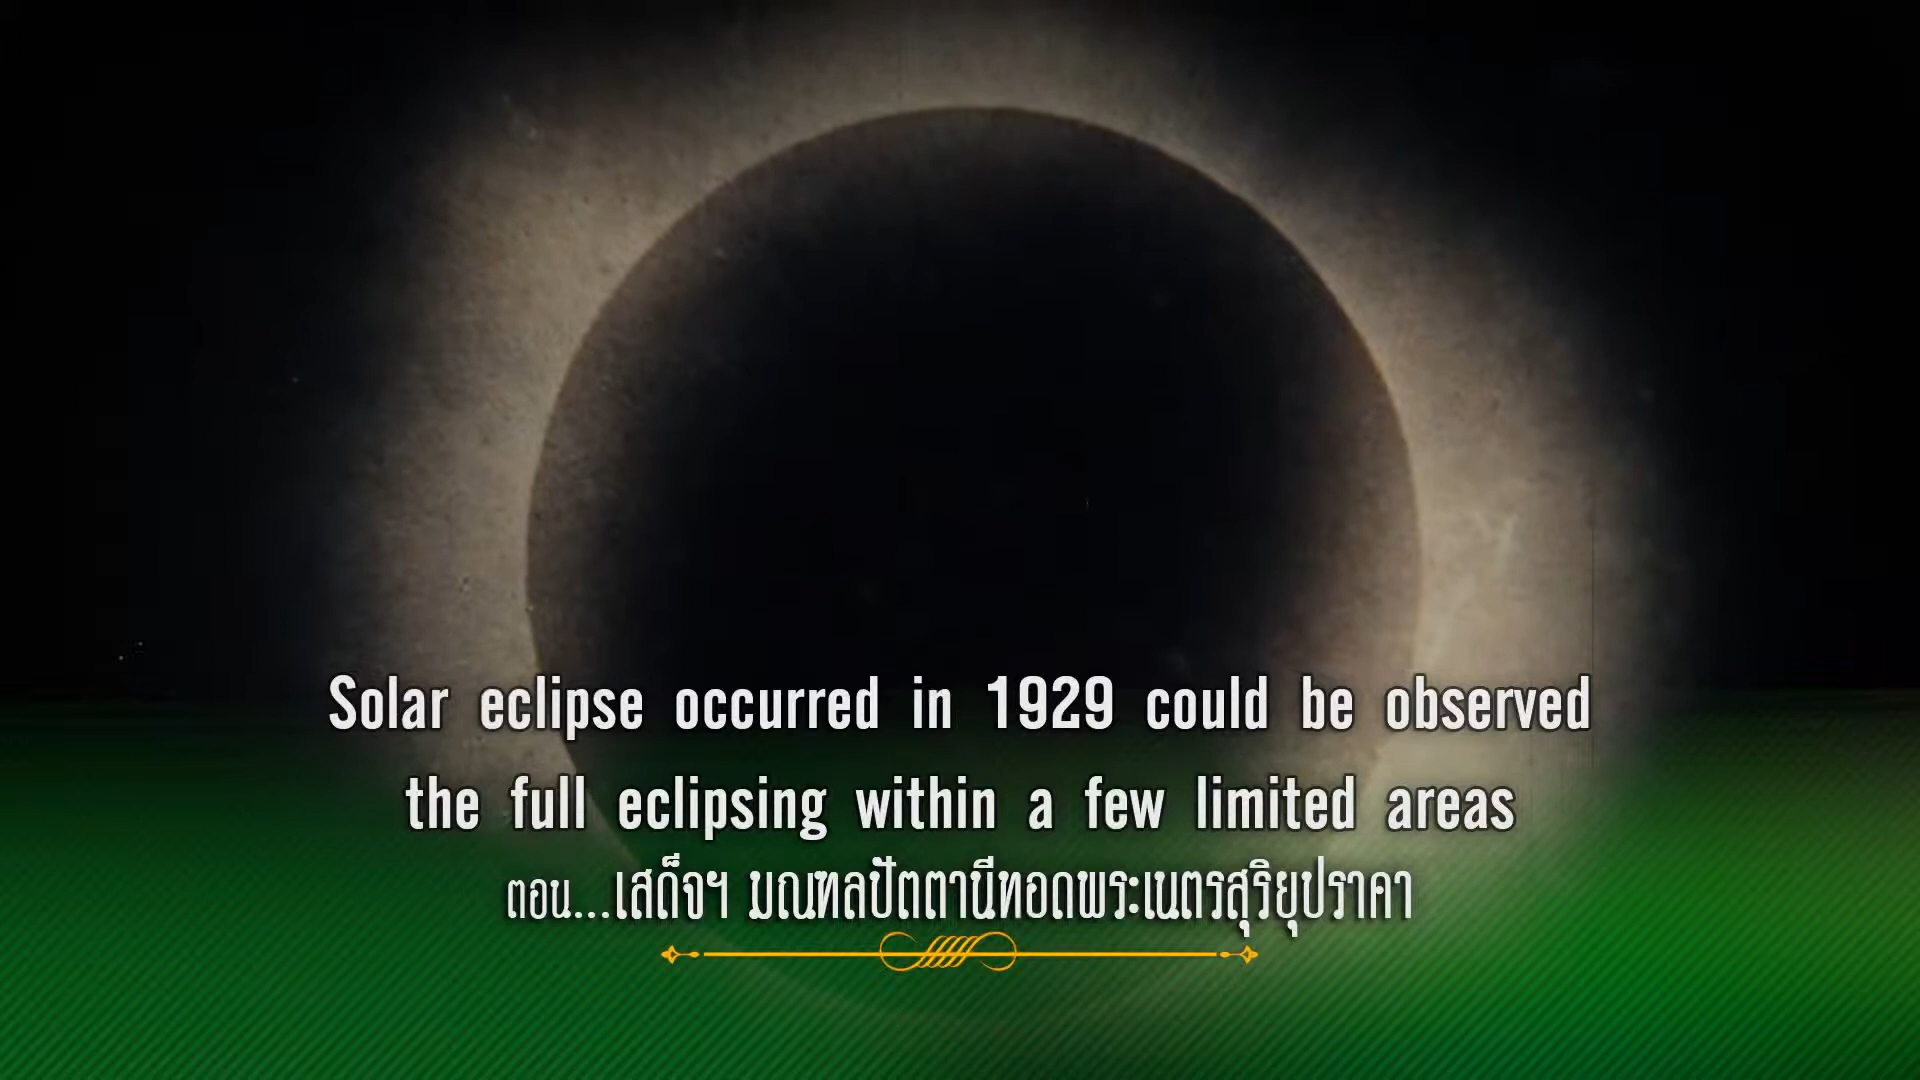 Solar eclipse occurred in 1929 could be observed
the full eclipsing within a few limited areas
ตอน...เสด็จฯ มณฑลปัตตานีทอดพระเนตรสุริยุปราคา